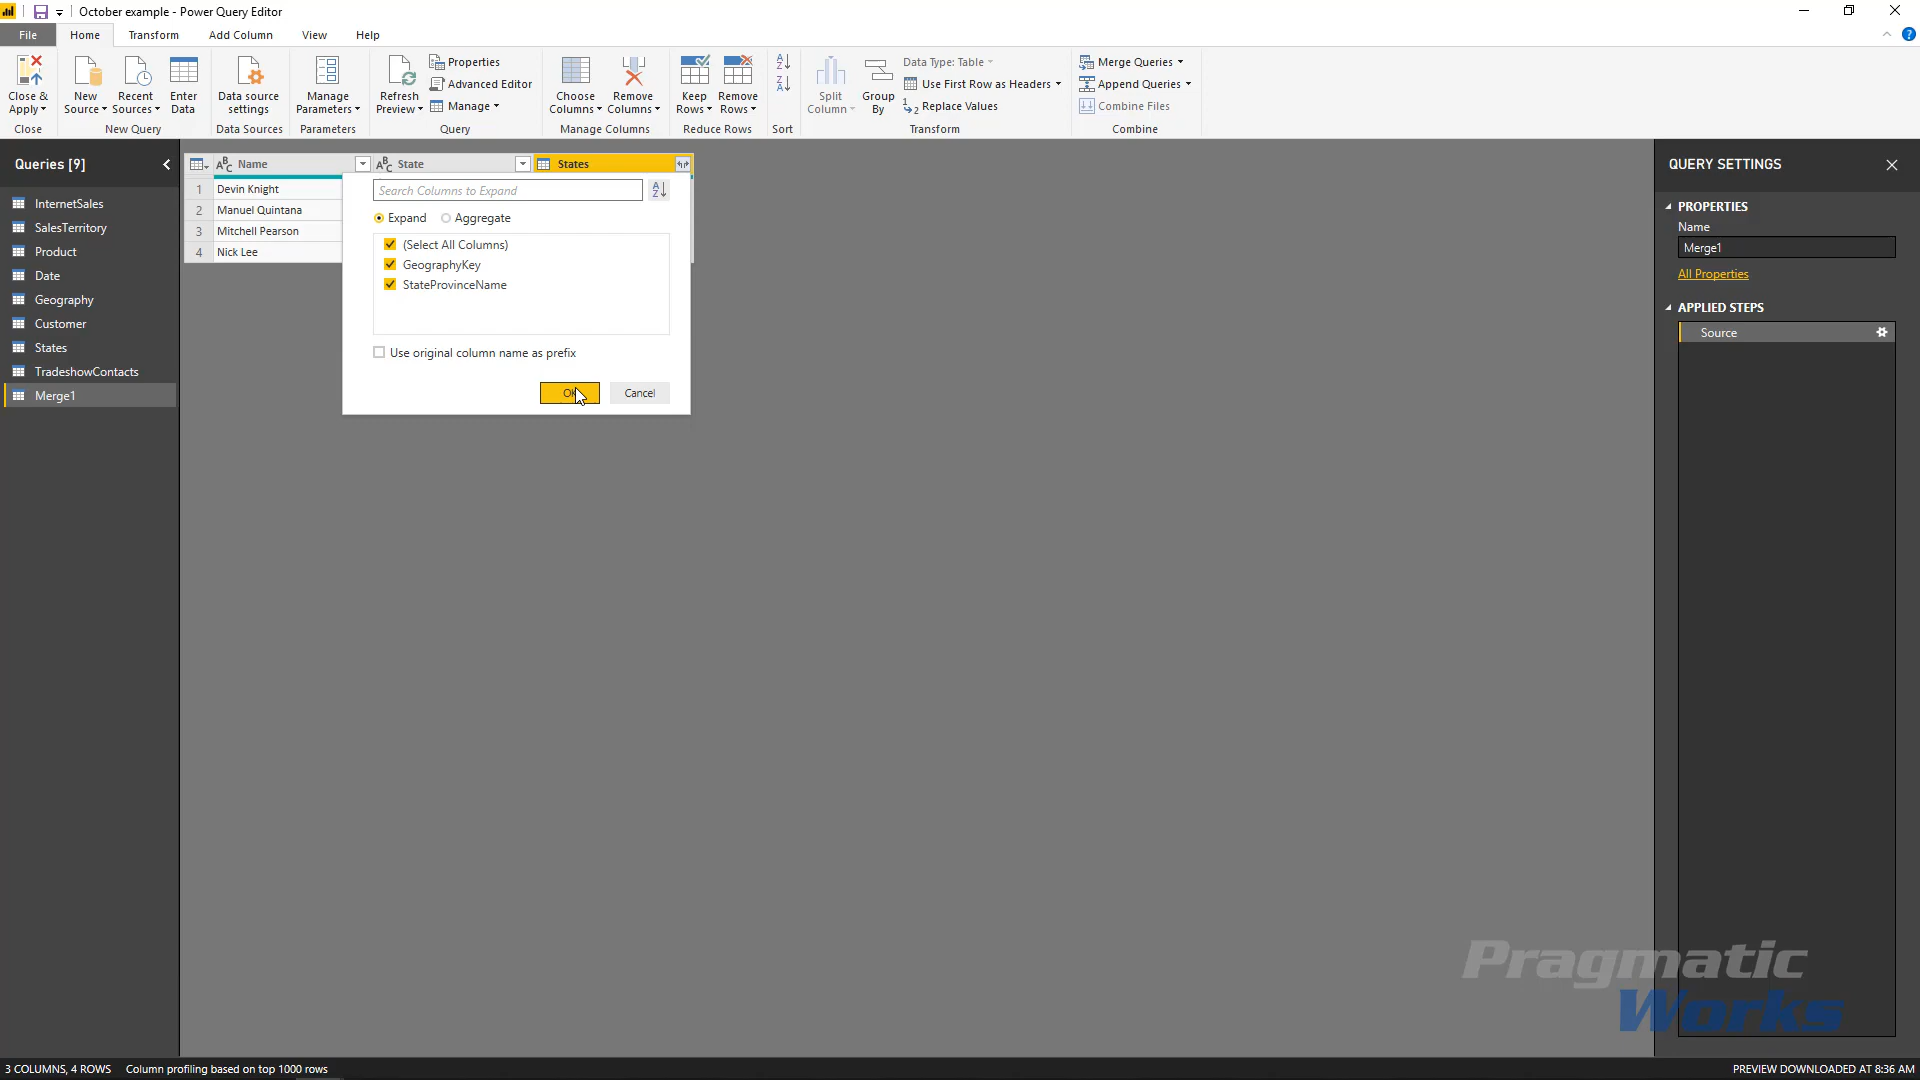 October example - Power Query Editor
File
Home
Transform
Add Column
View
Help
Close &
Apply
Close
New
Source
Recent
Sources
Enter
Data
New Query
Data source
settings
Data Sources
Manage
Parameters
Parameters
Refresh
Preview
Properties
Advanced Editor
Manage
Query
Choose
Columns
Remove
Columns
Manage Columns
Keep
Rows
Remove
Rows
Reduce Rows
Sort
Split
Column
Group
By
Data Type: Table
Use First Row as Headers
Replace Values
Transform
Merge Queries
Append Queries
Combine Files
Combine
Queries [9]
InternetSales
SalesTerritory
Product
Date
Geography
Customer
States
TradeshowContacts
Merge1
Name
State
States
1 Devin Knight
2 Manuel Quintana
3 Mitchell Pearson
4 Nick Lee
Search Columns to Expand
Expand
Aggregate
(Select All Columns)
GeographyKey
StateProvinceName
Use original column name as prefix
OK
Cancel
QUERY SETTINGS
PROPERTIES
Name
Merge1
All Properties
APPLIED STEPS
Source
Pragmatic
Works
3 COLUMNS, 4 ROWS
Column profiling based on top 1000 rows
PREVIEW DOWNLOADED AT 8:36 AM